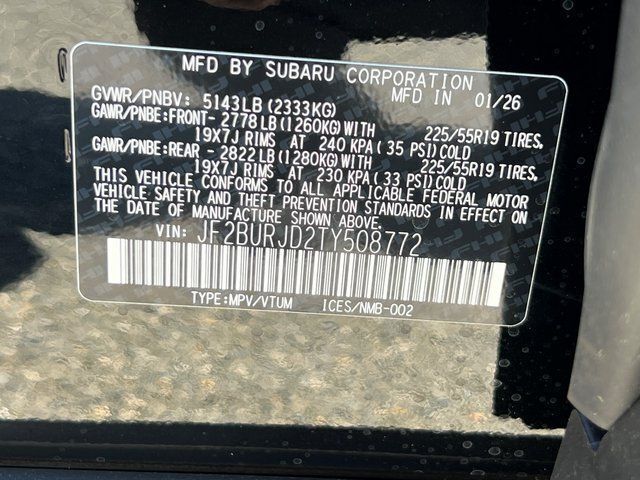 MFD BY SUBARU CORPORATION
MFD IN 01/26
GVWR/PNBV: 5143LB (2333KG)
GAWR/PNBE:FRONT- 2778LB (1260KG)WITH 225/55R19 TIRES,
19X7J RIMS AT 240 KPA (35 PSI)COLD
GAWR/PNBE:REAR - 2822LB (1280KG)WITH 225/55R19 TIRES,
19X7J RIMS AT 230 KPA (33 PSI)COLD
THIS VEHICLE CONFORMS TO ALL APPLICABLE FEDERAL MOTOR
VEHICLE SAFETY AND THEFT PREVENTION STANDARDS IN EFFECT ON
THE DATE OF MANUFACTURE SHOWN ABOVE.
VIN: JF2BURJD2TY508772
TYPE:MPV/VTUM ICES/NMB-002